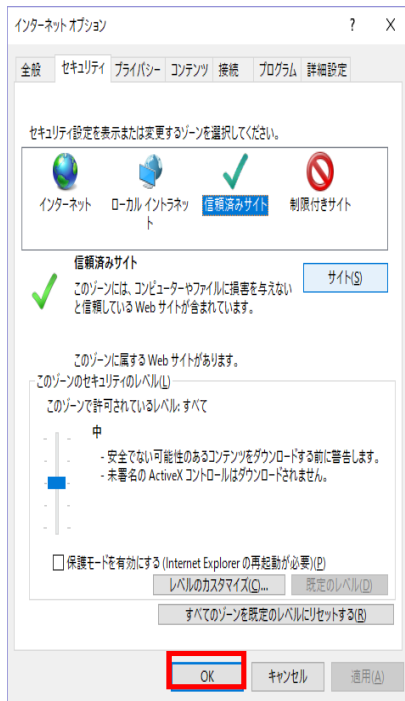 インターネット オプション ? X
全般 セキュリティ プライバシー コンテンツ 接続 プログラム 詳細設定
セキュリティ設定を表示または変更するゾーンを選択してください。
インターネット ローカル イントラネッ 信頼済みサイト 制限付きサイト
ト
信頼済みサイト
このゾーンには、コンピューターやファイルに損害を与えない
と信頼している Web サイトが含まれています。
サイト(S)
このゾーンに属する Web サイトがあります。
このゾーンのセキュリティのレベル(L)
このゾーンで許可されているレベル: すべて
中
- 安全でない可能性のあるコンテンツをダウンロードする前に警告します。
- 未署名の ActiveX コントロールはダウンロードされません。
保護モードを有効にする (Internet Explorer の再起動が必要)(P)
レベルのカスタマイズ(C)... 既定のレベル(D)
すべてのゾーンを既定のレベルにリセットする(R)
OK キャンセル 適用(A)